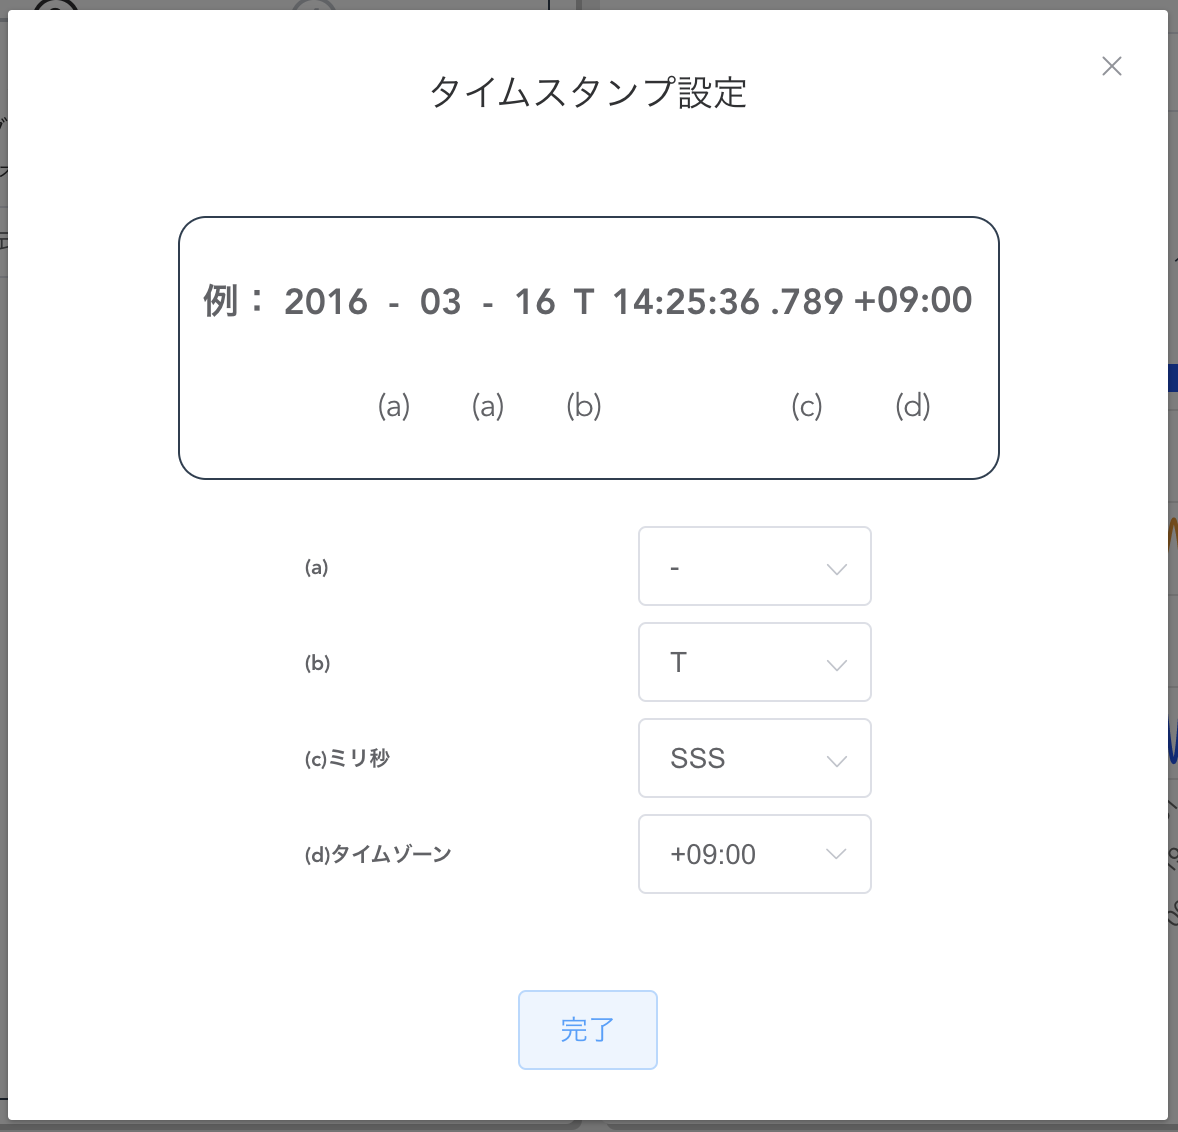 タイムスタンプ設定
例： 2016 - 03 - 16 T 14:25:36 .789 +09:00
(a) (a) (b) (c) (d)
(a) -
(b) T
(c)ミリ秒 SSS
(d)タイムゾーン +09:00
完了